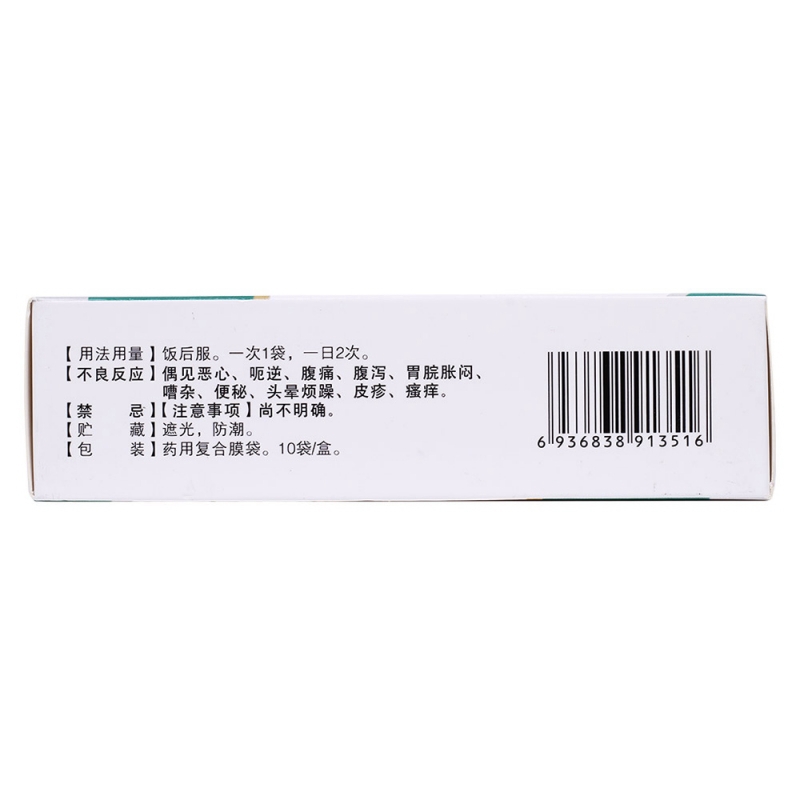 【用法用量】饭后服。一次1袋，一日2次。
【不良反应】偶见恶心、呃逆、腹痛、腹泻、胃脘胀闷、
嘈杂、便秘、头晕烦躁、皮疹、瘙痒。
【禁　　忌】【注意事项】尚不明确。
【贮　　藏】遮光，防潮。
【包　　装】药用复合膜袋。10袋/盒。
6 936838 913516